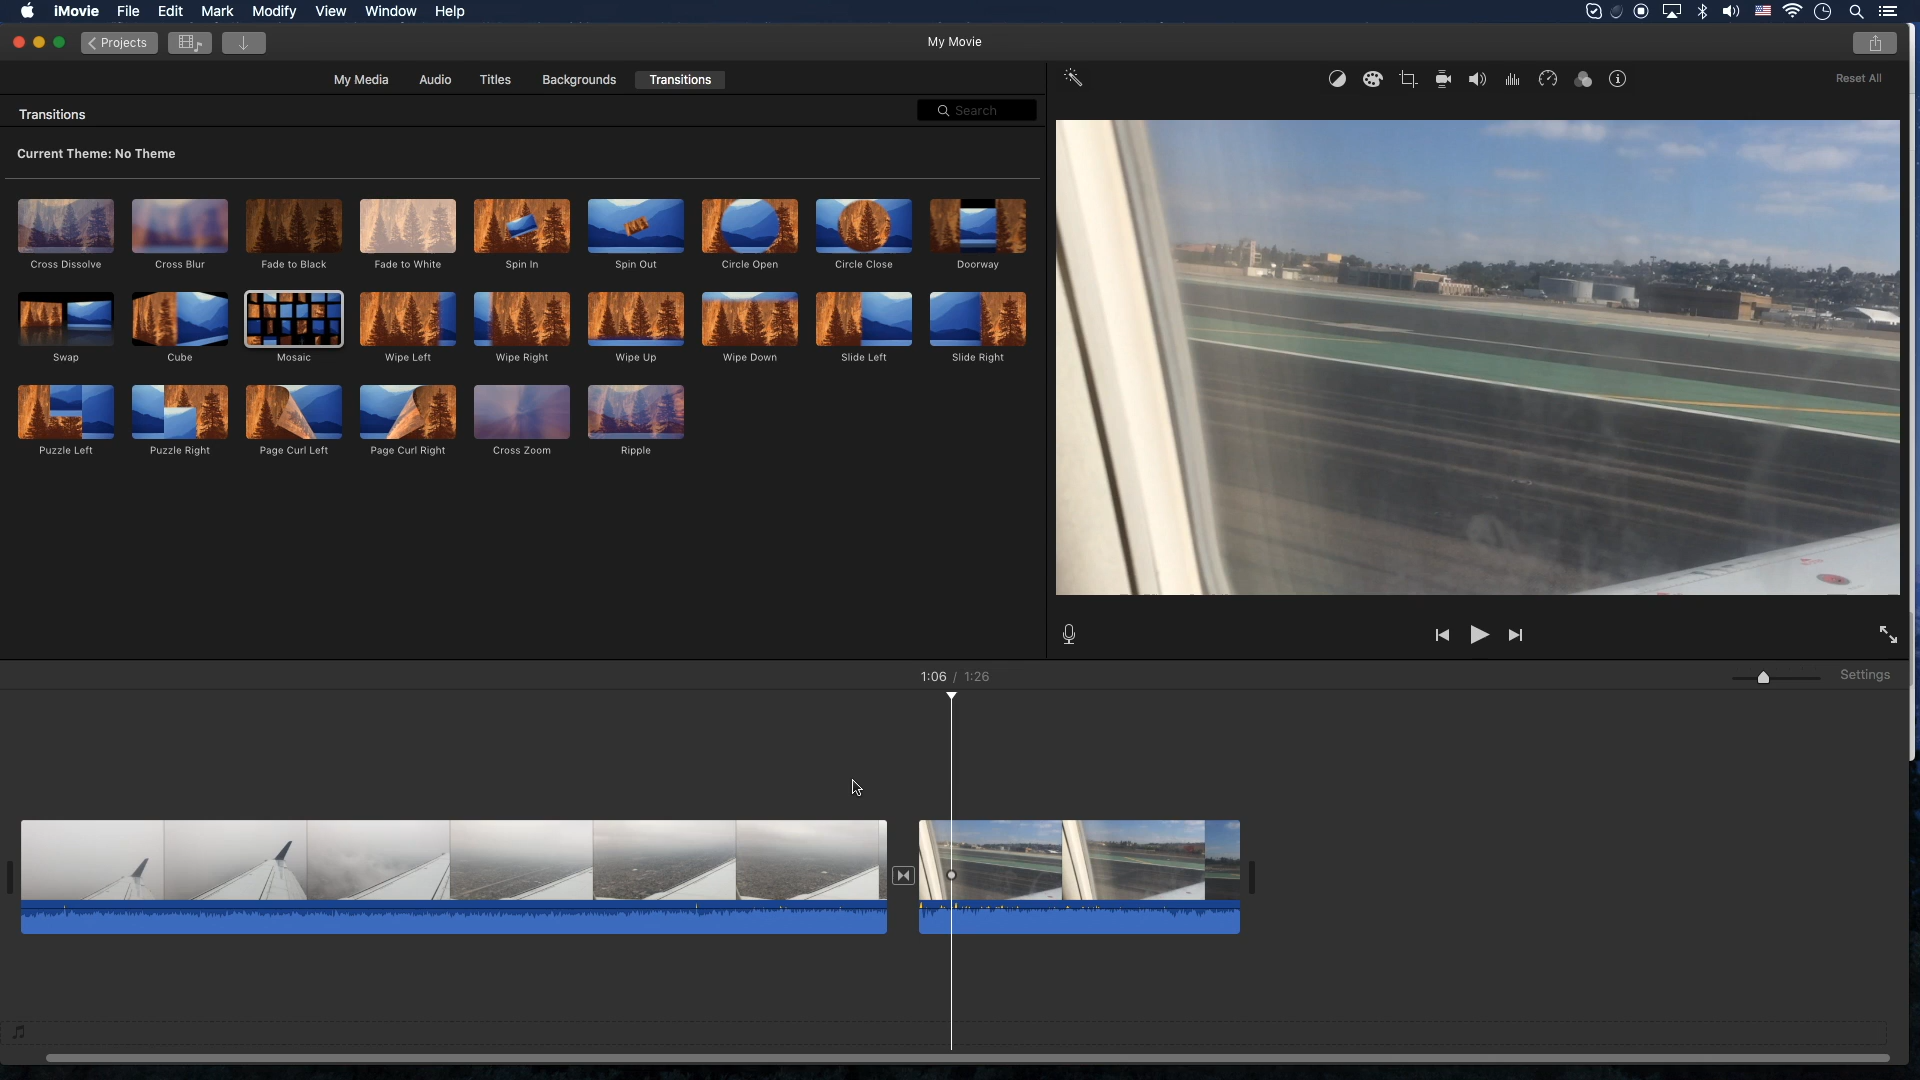 iMovie File Edit Mark Modify View Window Help
Projects
My Movie
My Media Audio Titles Backgrounds Transitions
Reset All
Transitions
Search
Current Theme: No Theme
Cross Dissolve Cross Blur Fade to Black Fade to White Spin In Spin Out Circle Open Circle Close Doorway
Swap Cube Mosaic Wipe Left Wipe Right Wipe Up Wipe Down Slide Left Slide Right
Puzzle Left Puzzle Right Page Curl Left Page Curl Right Cross Zoom Ripple
1:06 / 1:26
Settings